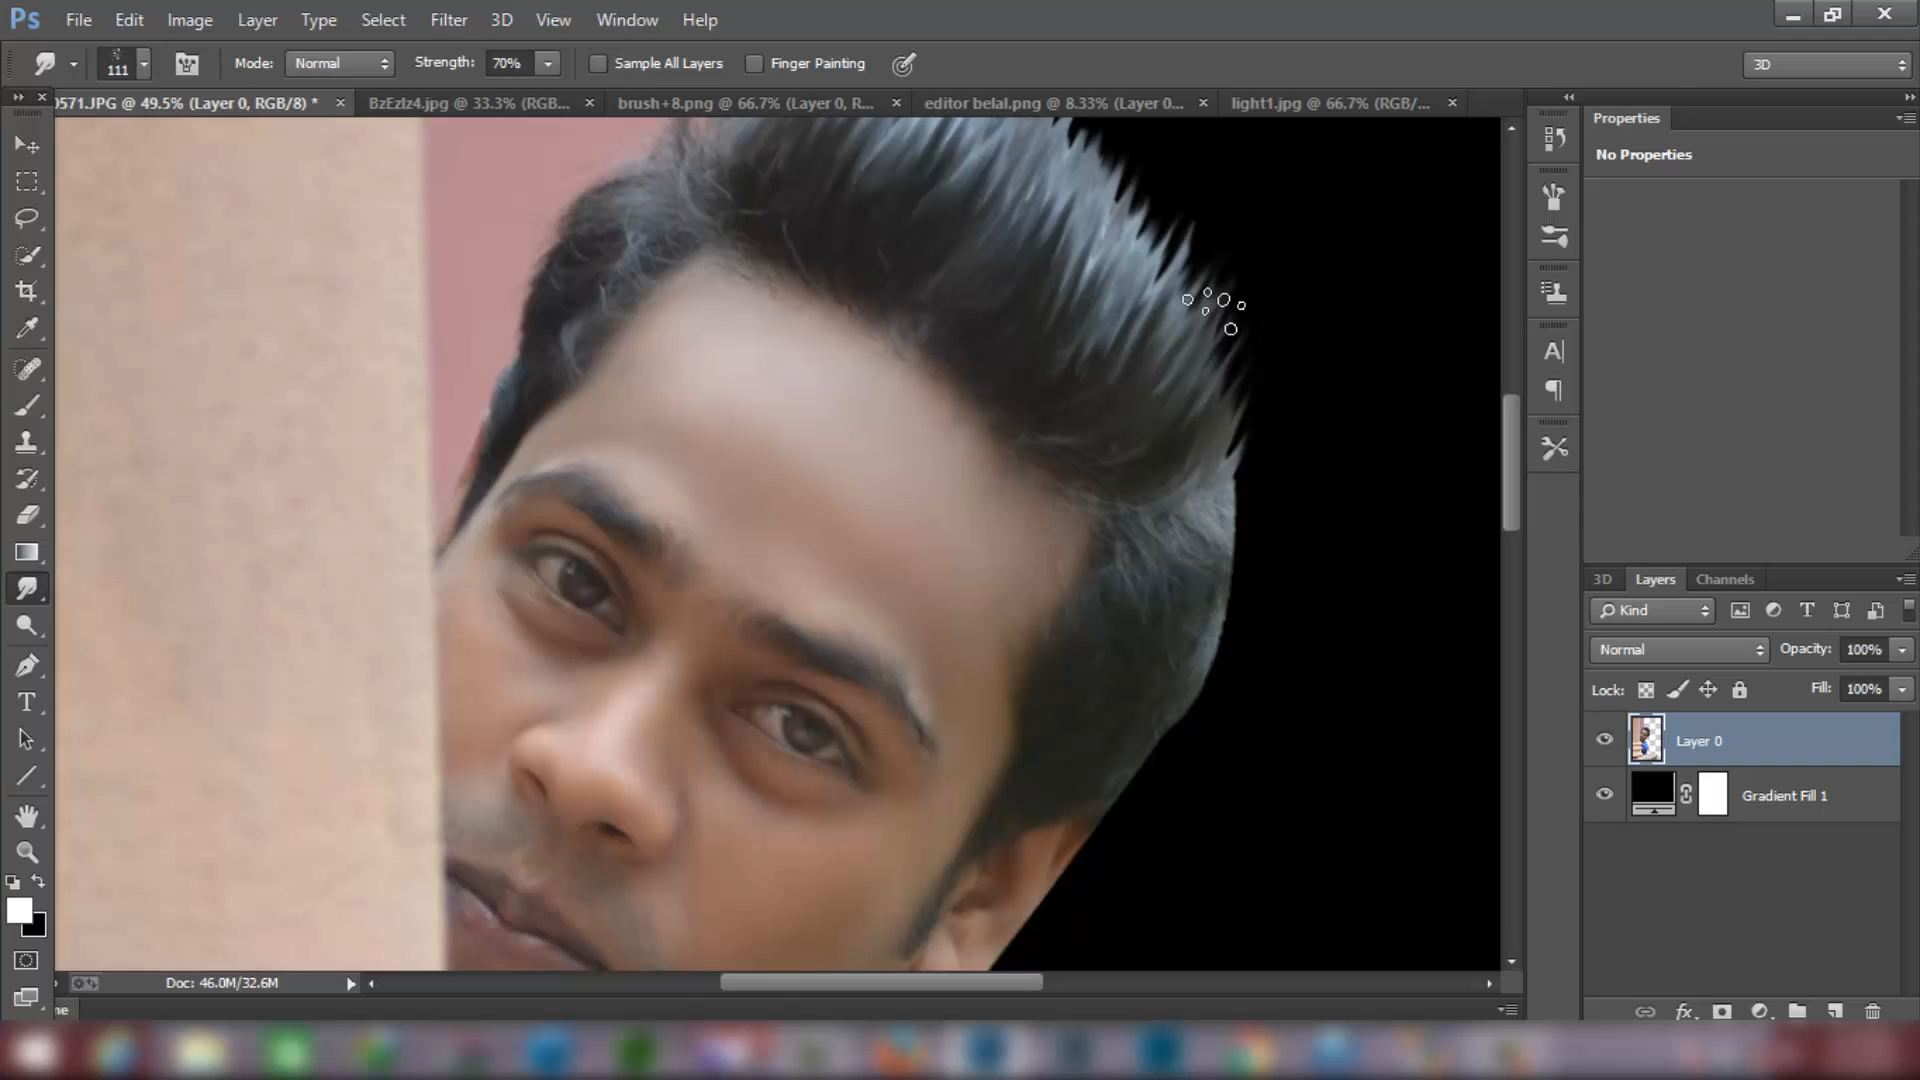 Ps File Edit Image Layer Type Select Filter 3D View Window Help
111 Mode: Normal Strength: 70% Sample All Layers Finger Painting 3D
0571.JPG @ 49.5% (Layer 0, RGB/8) * BzEzIz4.jpg @ 33.3% (RGB... brush+8.png @ 66.7% (Layer 0, R... editor belal.png @ 8.33% (Layer 0... light1.jpg @ 66.7% (RGB/...
Properties
No Properties
3D Layers Channels
Kind
Normal Opacity: 100%
Lock: Fill: 100%
Layer 0
Gradient Fill 1
Doc: 46.0M/32.6M
ne